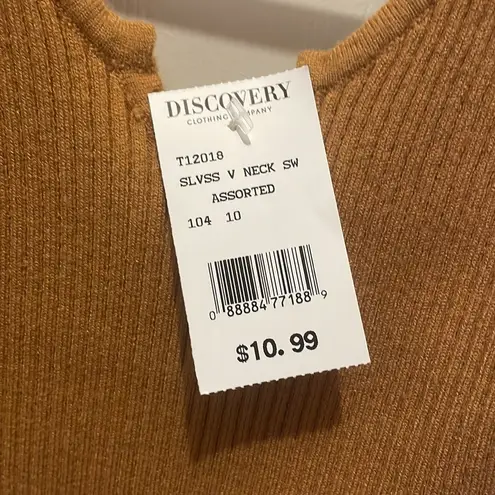 DISCOVERY
CLOTHING COMPANY
T12018
SLVSS V NECK SW
ASSORTED
104 10
0 88884 77188 9
$10.99